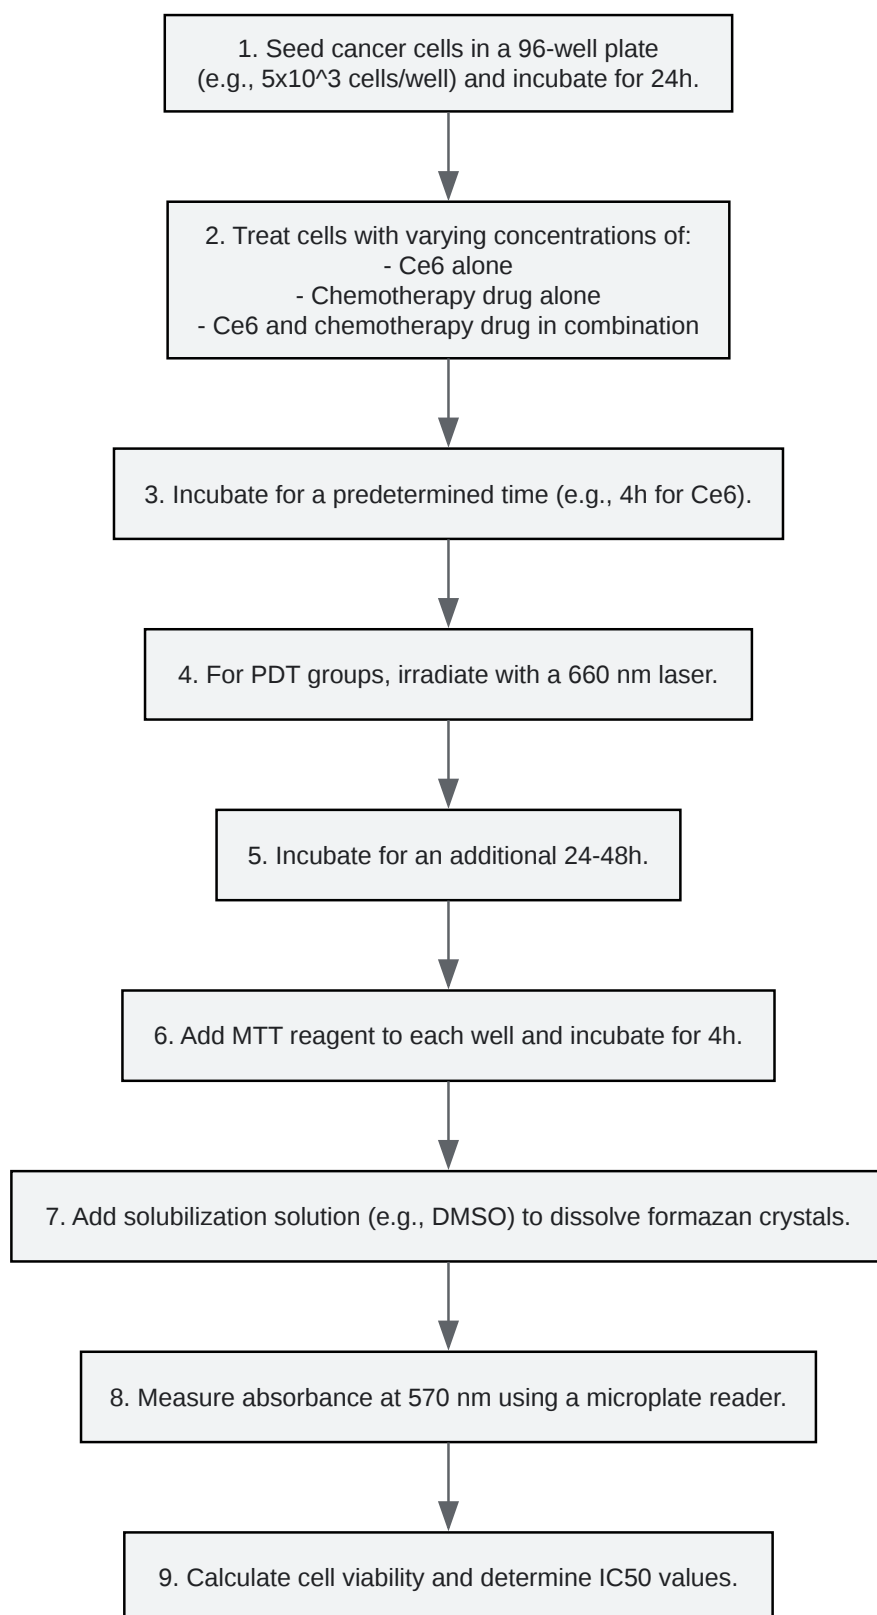 1. Seed cancer cells in a 96-well plate
(e.g., 5x10^3 cells/well) and incubate for 24h.
2. Treat cells with varying concentrations of:
- Ce6 alone
- Chemotherapy drug alone
- Ce6 and chemotherapy drug in combination
3. Incubate for a predetermined time (e.g., 4h for Ce6).
4. For PDT groups, irradiate with a 660 nm laser.
5. Incubate for an additional 24-48h.
6. Add MTT reagent to each well and incubate for 4h.
7. Add solubilization solution (e.g., DMSO) to dissolve formazan crystals.
8. Measure absorbance at 570 nm using a microplate reader.
9. Calculate cell viability and determine IC50 values.